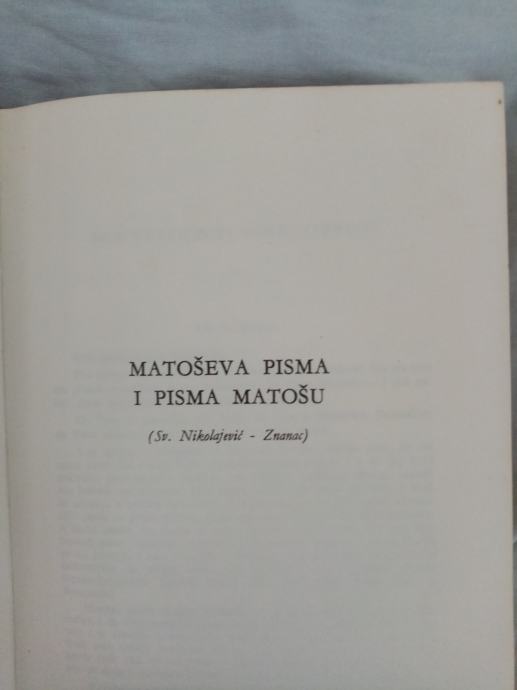 MATOŠEVA PISMA
I PISMA MATOŠU
(Sv. Nikolajević - Znanac)